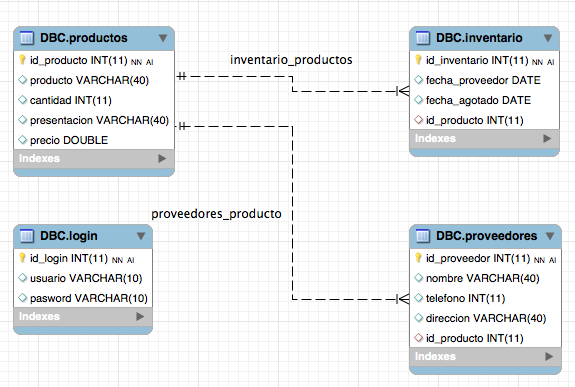 DBC.productos
id_producto INT(11) NN AI
producto VARCHAR(40)
cantidad INT(11)
presentacion VARCHAR(40)
precio DOUBLE
Indexes
inventario_productos
DBC.inventario
id_inventario INT(11) NN AI
fecha_proveedor DATE
fecha_agotado DATE
id_producto INT(11)
Indexes
proveedores_producto
DBC.login
id_login INT(11) NN AI
usuario VARCHAR(10)
pasword VARCHAR(10)
Indexes
DBC.proveedores
id_proveedor INT(11) NN AI
nombre VARCHAR(40)
telefono INT(11)
direccion VARCHAR(40)
id_producto INT(11)
Indexes